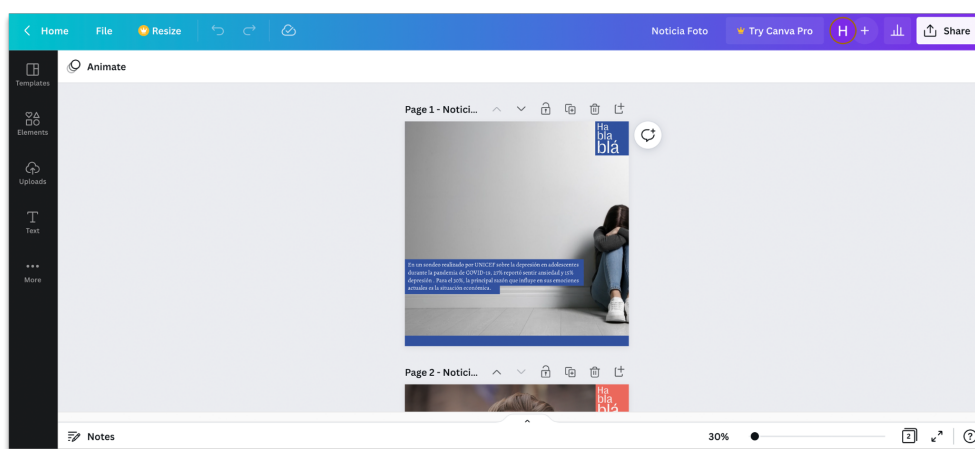 Home File Resize Noticia Foto Try Canva Pro H + Share
Templates
Animate
Elements
Uploads
Text
More
Page 1 - Notici...
Ha
bla
blá
En un sondeo realizado por UNICEF sobre la depresión en adolescentes
durante la pandemia de COVID-19, 27% reportó sentir ansiedad y 15%
depresión . Para el 30%, la principal razón que influye en sus emociones
actuales es la situación económica.
Page 2 - Notici...
Ha
bla
blá
Notes 30% 2 ?